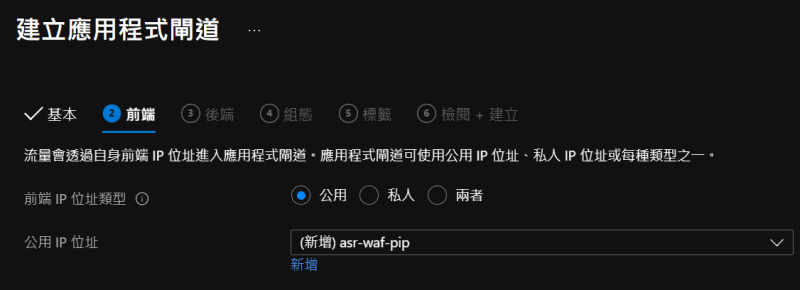 建立應用程式閘道 ...
基本 2 前端 3 後端 4 組態 5 標籤 6 檢閱 + 建立
流量會透過自身前端 IP 位址進入應用程式閘道。應用程式閘道可使用公用 IP 位址、私人 IP 位址或每種類型之一。
前端 IP 位址類型 公用 私人 兩者
公用 IP 位址 (新增) asr-waf-pip
新增